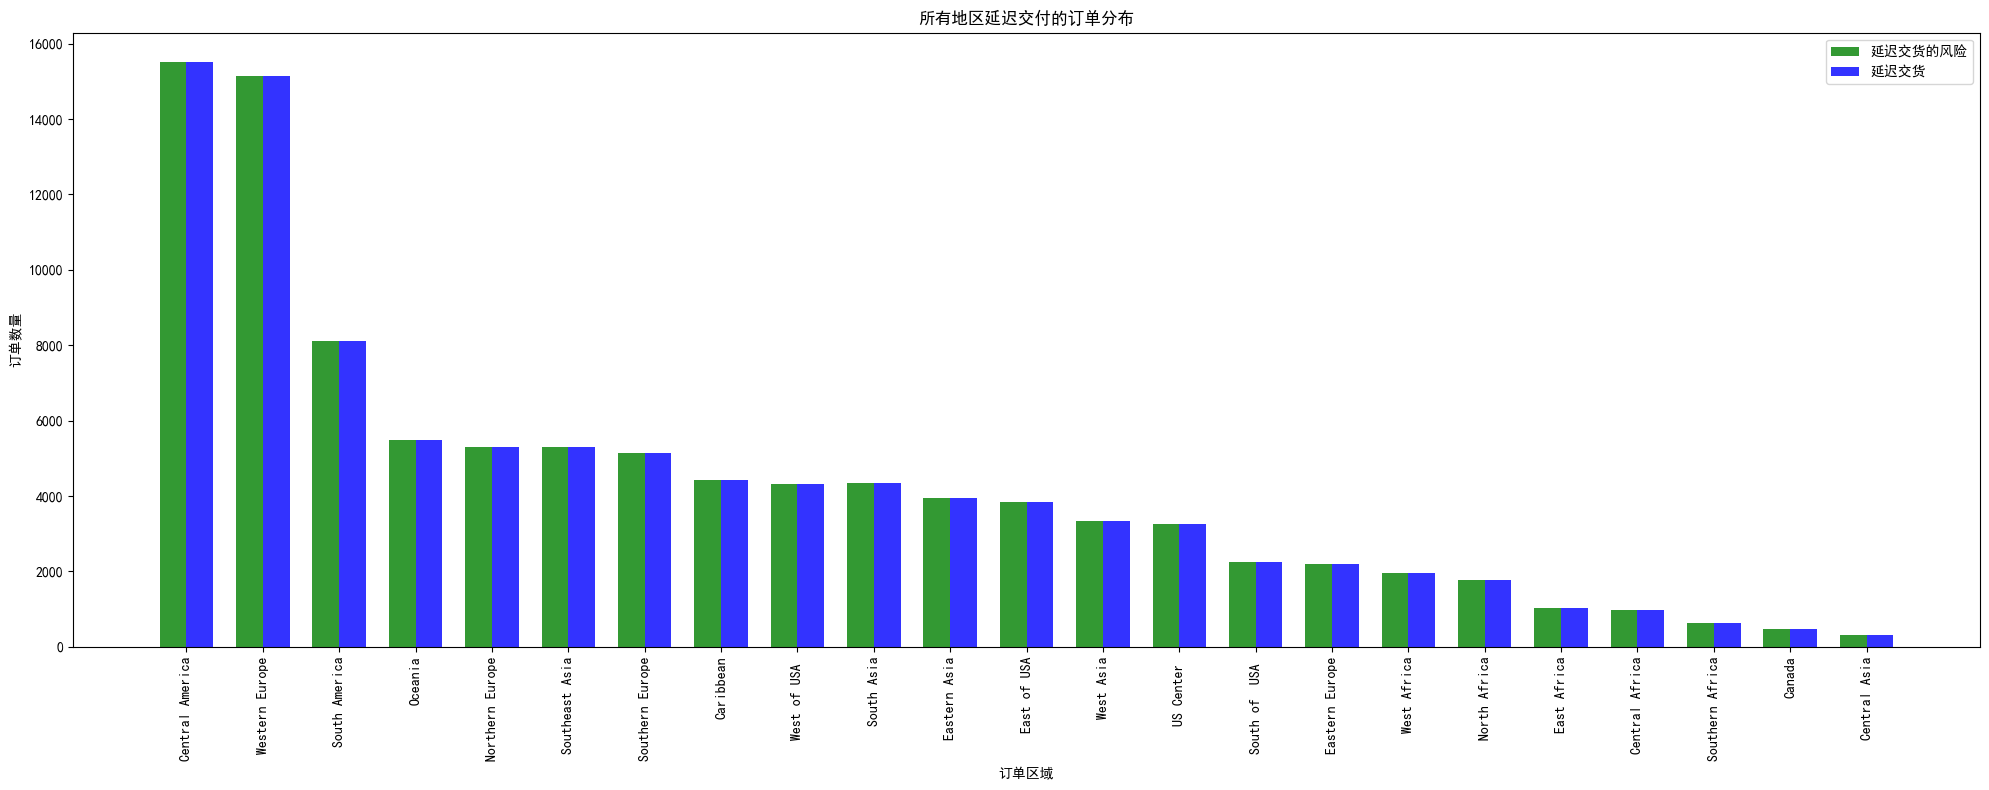 所有地区延迟交付的订单分布
延迟交货的风险
延迟交货
订单数量
16000
14000
12000
10000
8000
6000
4000
2000
0
Central America
Western Europe
South America
Oceania
Northern Europe
Southeast Asia
Southern Europe
Caribbean
West of USA
South Asia
Eastern Asia
East of USA
West Asia
US Center
South of  USA
Eastern Europe
West Africa
North Africa
East Africa
Central Africa
Southern Africa
Canada
Central Asia
订单区域